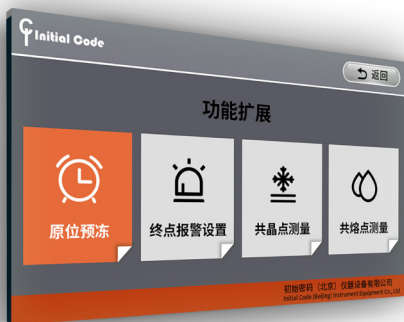 Initial Code
返回
功能扩展
原位预冻
终点报警设置
共晶点测量
共熔点测量
初始密码（北京）仪器设备有限公司
Initial Code (Beijing) Instrument Equipment Co., Ltd